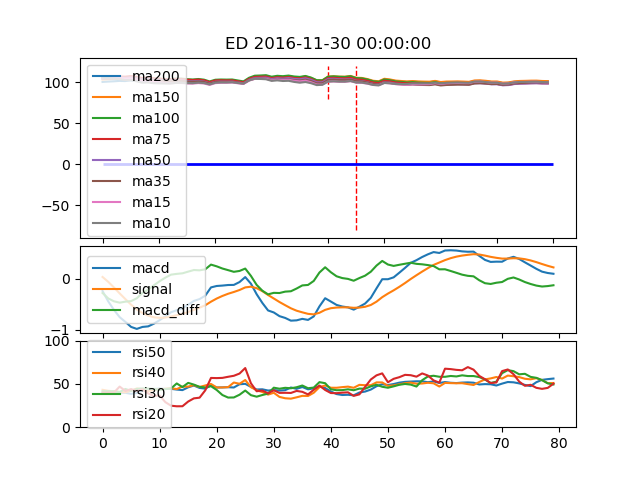 ED 2016-11-30 00:00:00
100
50
0
−50
ma200
ma150
ma100
ma75
ma50
ma35
ma15
ma10
0
−1
macd
signal
macd_diff
100
50
0
rsi50
rsi40
rsi30
rsi20
0 10 20 30 40 50 60 70 80